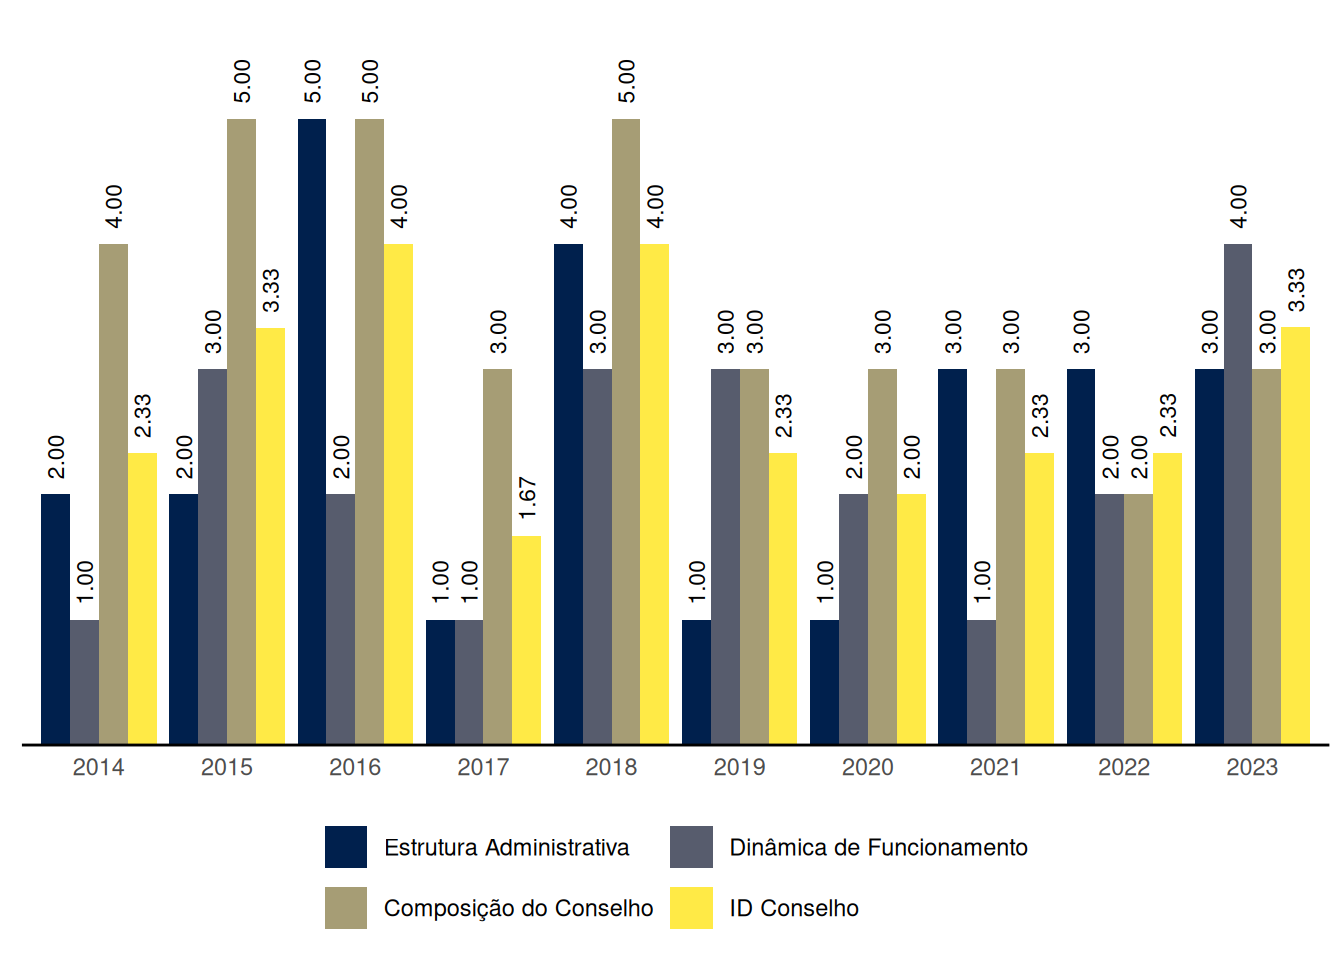 2.00 1.00 4.00 2.33 2.00 3.00 5.00 3.33 5.00 2.00 5.00 4.00 1.00 1.00 3.00 1.67 4.00 3.00 5.00 4.00 1.00 3.00 3.00 2.33 1.00 2.00 3.00 2.00 3.00 1.00 3.00 2.33 3.00 2.00 2.00 2.33 3.00 4.00 3.00 3.33
2014 2015 2016 2017 2018 2019 2020 2021 2022 2023
Estrutura Administrativa Dinâmica de Funcionamento
Composição do Conselho ID Conselho